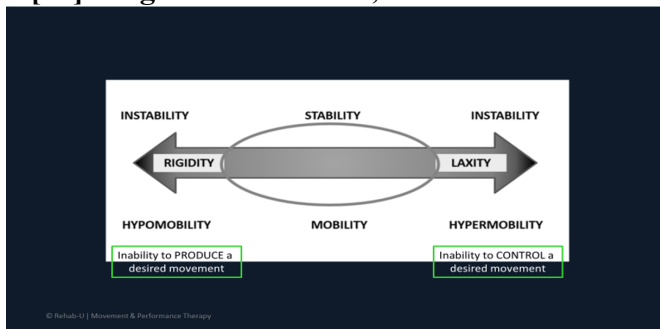 INSTABILITY STABILITY INSTABILITY
RIGIDITY LAXITY
HYPOMOBILITY MOBILITY HYPERMOBILITY
Inability to PRODUCE a Inability to CONTROL a
desired movement desired movement
© Rehab-U | Movement & Performance Therapy